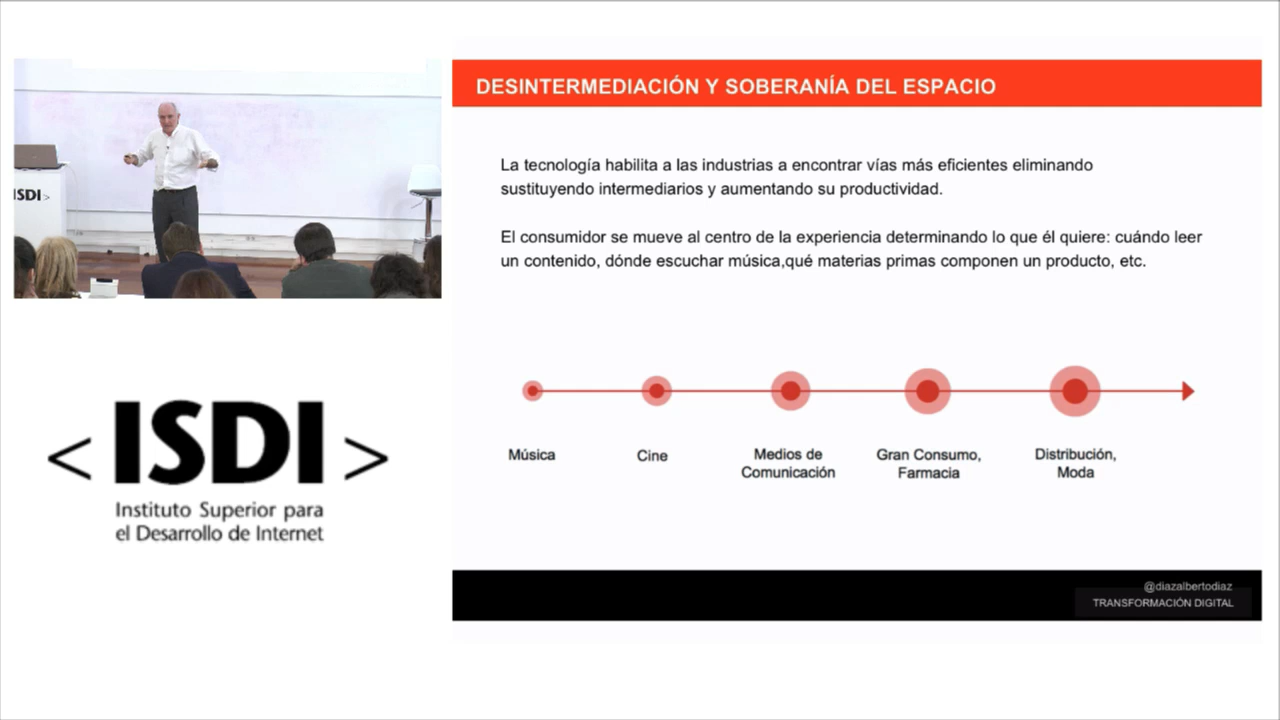 DESINTERMEDIACIÓN Y SOBERANÍA DEL ESPACIO
La tecnología habilita a las industrias a encontrar vías más eficientes eliminando
sustituyendo intermediarios y aumentando su productividad.
El consumidor se mueve al centro de la experiencia determinando lo que él quiere: cuándo leer
un contenido, dónde escuchar música,qué materias primas componen un producto, etc.
Música
Cine
Medios de
Comunicación
Gran Consumo,
Farmacia
Distribución,
Moda
@diazalbertodiaz
TRANSFORMACIÓN DIGITAL
ISDI>
<ISDI>
Instituto Superior para
el Desarrollo de Internet